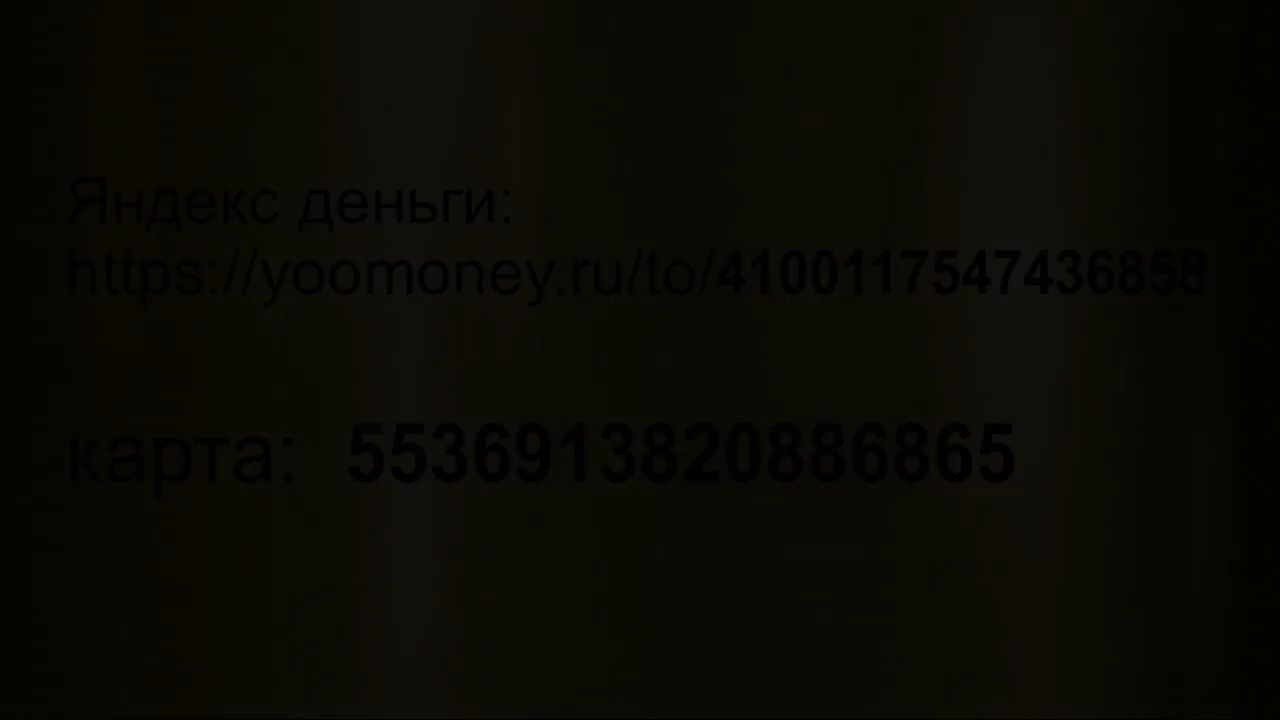 Яндекс деньги:
https://yoomoney.ru/to/4100117547436858
карта: 5536913820886865